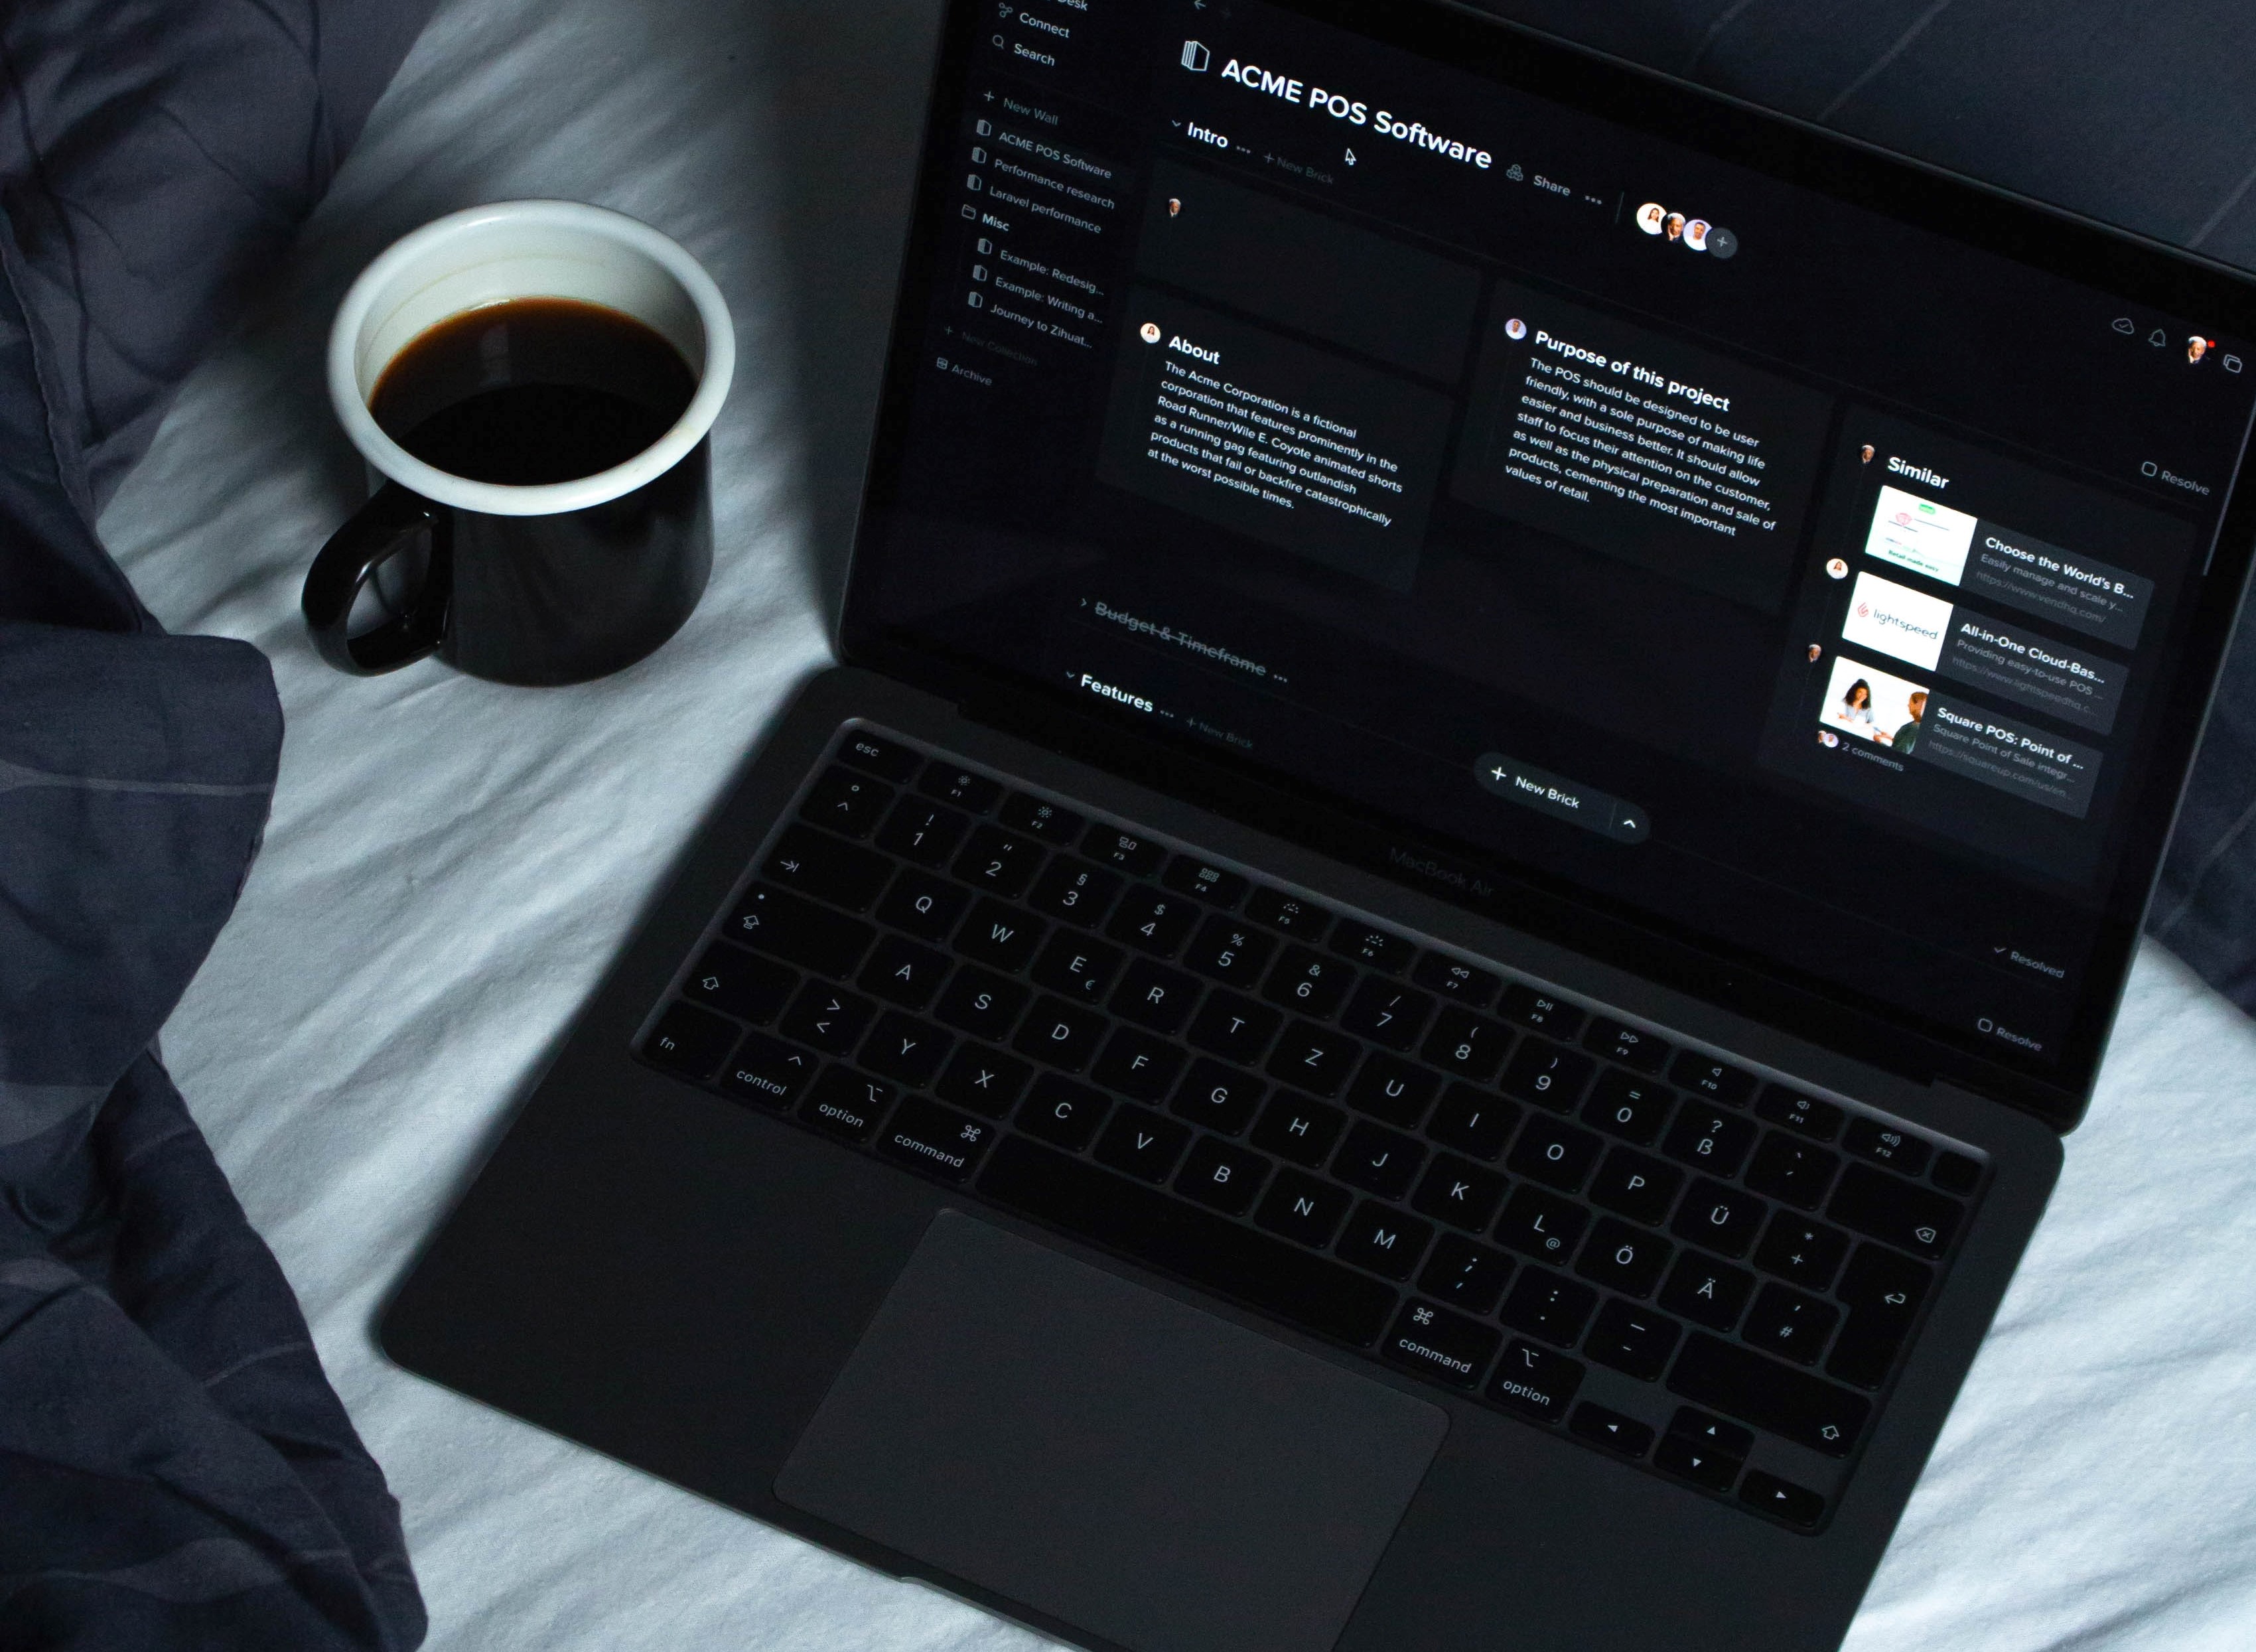 Connect
Search
New Wall
ACME POS Software
Performance research
Laravel performance
Misc
Example: Redesig...
Example: Writing a...
Journey to Zihuat...
New Collection
Archive
ACME POS Software
Share
Intro
New Brick
About
The Acme Corporation is a fictional
corporation that features prominently in the
Road Runner/Wile E. Coyote animated shorts
as a running gag featuring outlandish
products that fail or backfire catastrophically
at the worst possible times.
Purpose of this project
The POS should be designed to be user
friendly, with a sole purpose of making life
easier and business better. It should allow
staff to focus their attention on the customer,
as well as the physical preparation and sale of
products, cementing the most important
values of retail.
Resolve
Similar
Retail made easy
Choose the World's B...
Easily manage and scale y...
https://www.vendhq.com/
lightspeed
All-in-One Cloud-Bas...
Providing easy-to-use POS ...
https://www.lightspeedhq.c...
Square POS: Point of ...
Square Point of Sale integr...
https://squareup.com/us/en...
2 comments
Budget & Timeframe
Resolved
Features
New Brick
Resolve
+ New Brick
MacBook Air
esc F1 F2 F3 F4 F5 F6 F7 F8 F9 F10 F11 F12
° ^ ! 1 " 2 § 3 $ 4 % 5 & 6 / 7 ( 8 ) 9 = 0 ? ß ` ´
Q W E € R T Z U I O P Ü * +
A S D F G H J K L @ Ö Ä ' #
> < Y X C V B N M ; , : . _ -
fn control option command command option